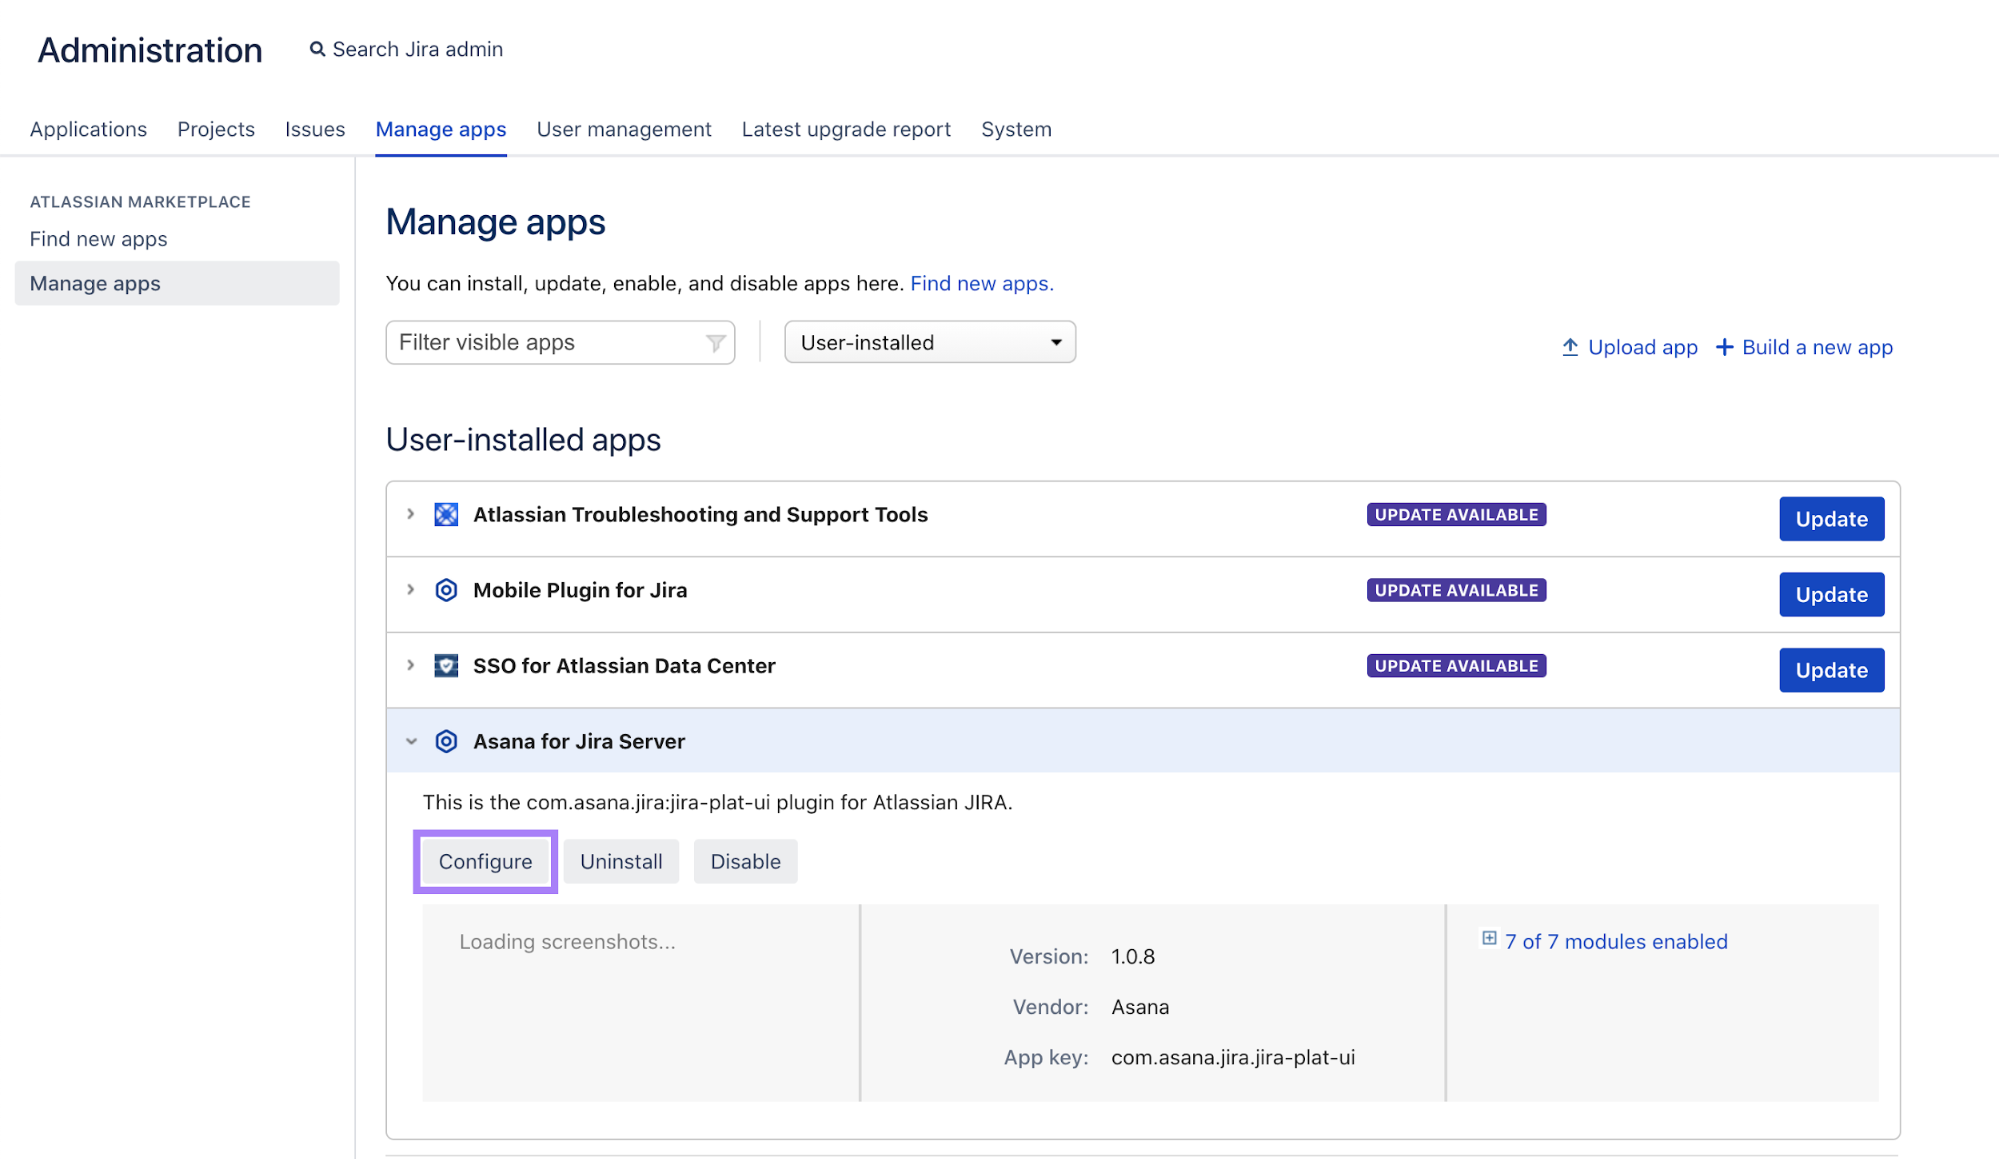 Administration
Search Jira admin
Applications Projects Issues Manage apps User management Latest upgrade report System
ATLASSIAN MARKETPLACE
Find new apps
Manage apps
Manage apps
You can install, update, enable, and disable apps here. Find new apps.
Filter visible apps
User-installed
Upload app
Build a new app
User-installed apps
Atlassian Troubleshooting and Support Tools UPDATE AVAILABLE Update
Mobile Plugin for Jira UPDATE AVAILABLE Update
SSO for Atlassian Data Center UPDATE AVAILABLE Update
Asana for Jira Server
This is the com.asana.jira:jira-plat-ui plugin for Atlassian JIRA.
Configure Uninstall Disable
Loading screenshots...
Version: 1.0.8
Vendor: Asana
App key: com.asana.jira.jira-plat-ui
7 of 7 modules enabled